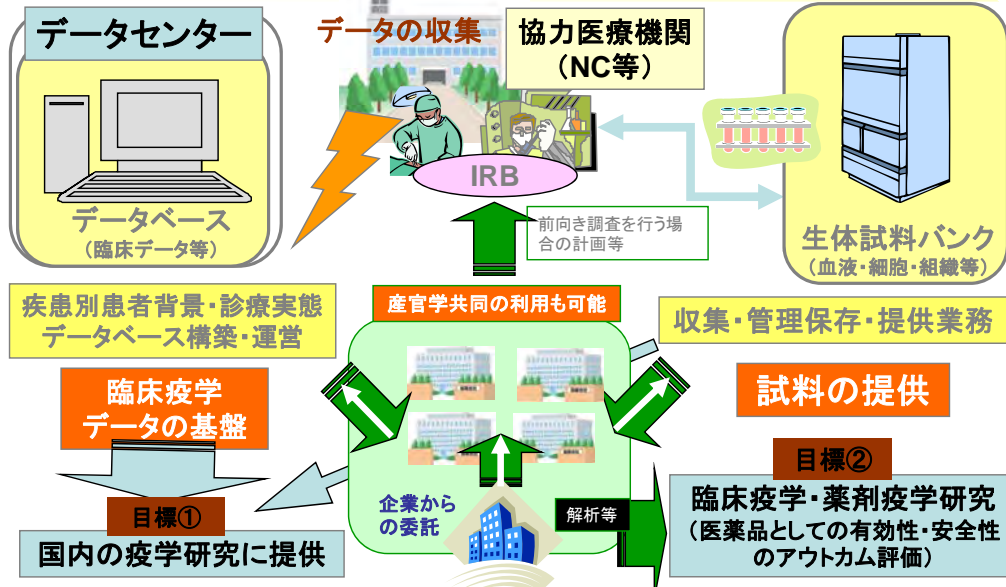 データセンター
データの収集
協力医療機関
（NC等）
IRB
データベース
（臨床データ等）
前向き調査を行う場
合の計画等
生体試料バンク
（血液・細胞・組織等）
疾患別患者背景・診療実態
データベース構築・運営
産官学共同の利用も可能
収集・管理保存・提供業務
臨床疫学
データの基盤
試料の提供
目標①
国内の疫学研究に提供
企業から
の委託
解析等
目標②
臨床疫学・薬剤疫学研究
（医薬品としての有効性・安全性
のアウトカム評価）